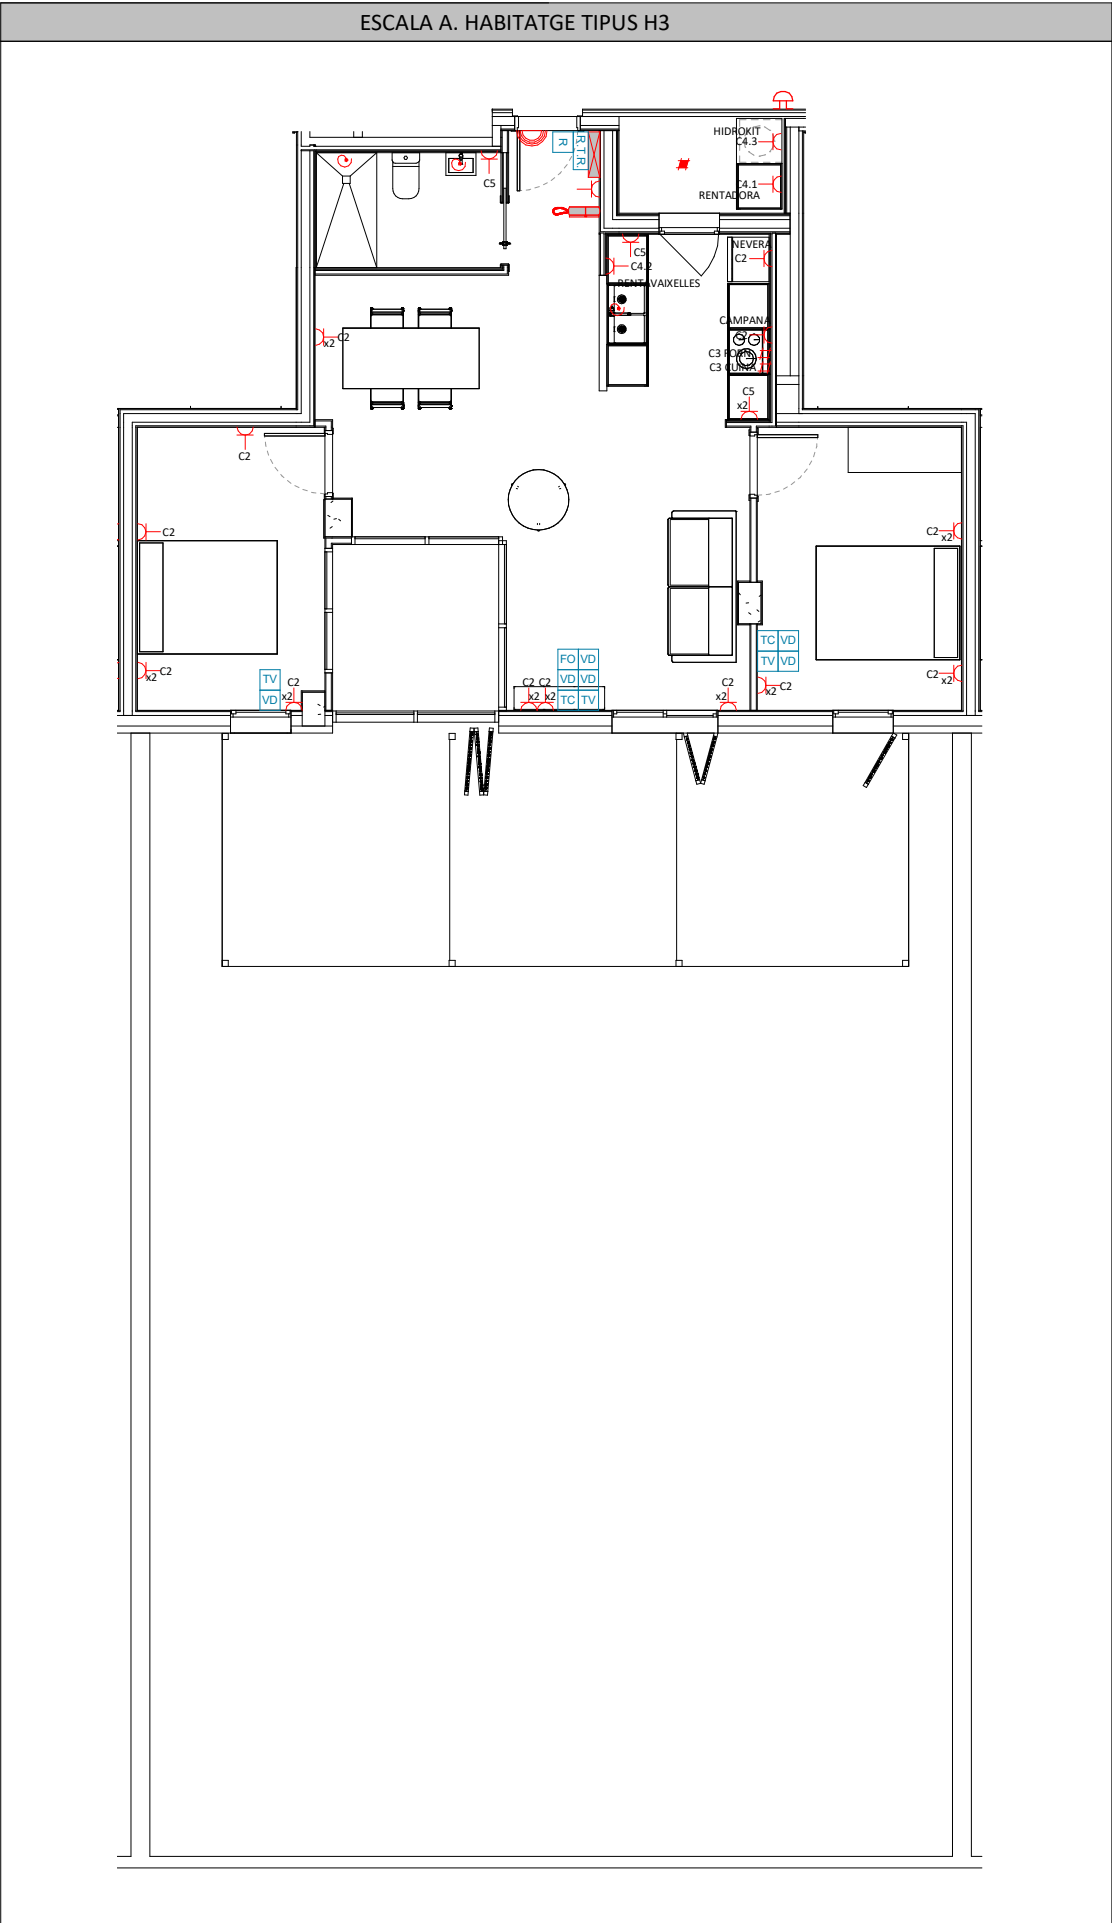 ESCALA A. HABITATGE TIPUS H3
HIDROKIT
C4.3
R
R.T.R.
C5
C4.1
RENTADORA
NEVERA
C5
C2
C4.2
RENTAVAIXELLES
CAMPANA
C2
x2
C2
C3 FORN
C3 CUINA
C5
x2
C2
C2
C2
x2
TC VD
TV VD
FO VD
VD VD
TC TV
C2
x2
C2
x2
TV
VD
C2
x2
C2 C2
x2 x2
C2
x2
x2
C2
C2
x2